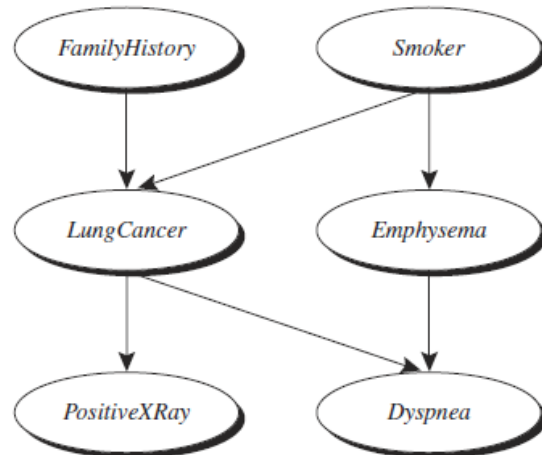 FamilyHistory
Smoker
LungCancer
Emphysema
PositiveXRay
Dyspnea